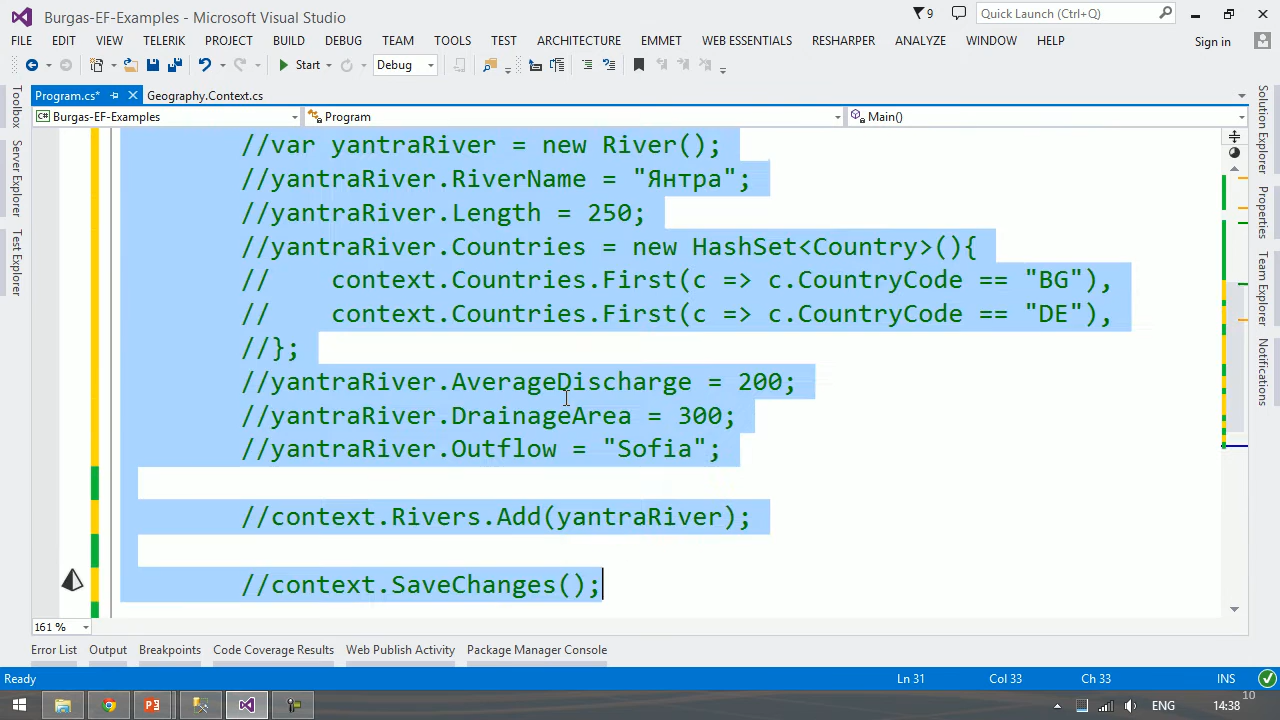 Burgas-EF-Examples - Microsoft Visual Studio
9
Quick Launch (Ctrl+Q)
FILE EDIT VIEW TELERIK PROJECT BUILD DEBUG TEAM TOOLS TEST ARCHITECTURE EMMET WEB ESSENTIALS RESHARPER ANALYZE WINDOW HELP
Sign in
Start Debug
Program.cs* Geography.Context.cs
Burgas-EF-Examples Program Main()
Toolbox
Server Explorer
Test Explorer
//var yantraRiver = new River();
//yantraRiver.RiverName = "Янтра";
//yantraRiver.Length = 250;
//yantraRiver.Countries = new HashSet<Country>(){
//    context.Countries.First(c => c.CountryCode == "BG"),
//    context.Countries.First(c => c.CountryCode == "DE"),
//};
//yantraRiver.AverageDischarge = 200;
//yantraRiver.DrainageArea = 300;
//yantraRiver.Outflow = "Sofia";
//context.Rivers.Add(yantraRiver);
//context.SaveChanges();
Solution Explorer
Properties
Team Explorer
Notifications
161 %
Error List Output Breakpoints Code Coverage Results Web Publish Activity Package Manager Console
Ready Ln 31 Col 33 Ch 33 INS
ENG 14:38
10